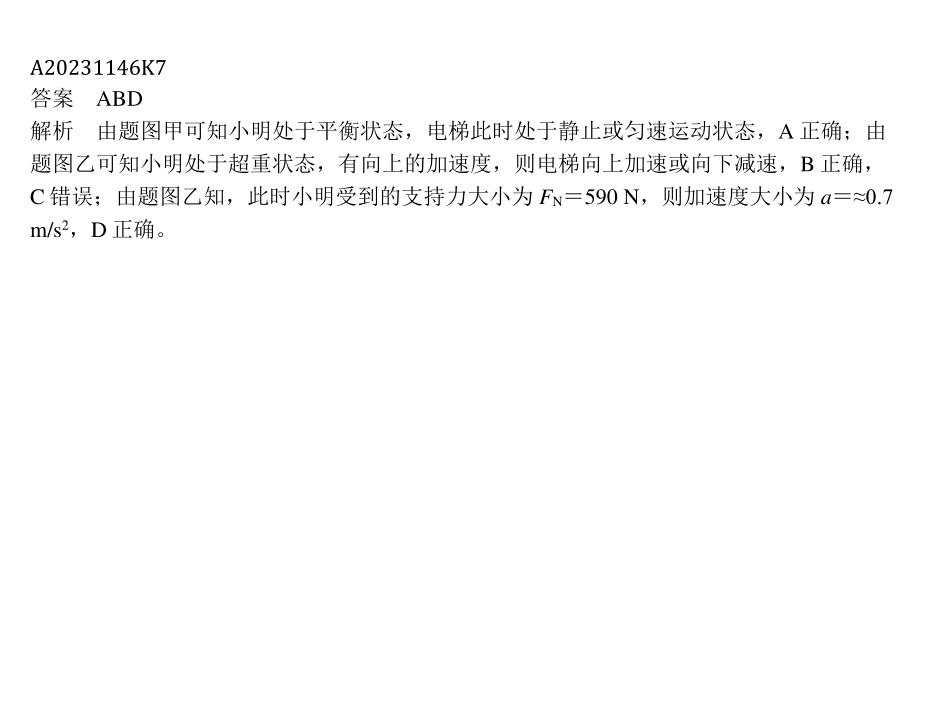 A20231146K7
答案 ABD
解析 由题图甲可知小明处于平衡状态，电梯此时处于静止或匀速运动状态，A 正确；由
题图乙可知小明处于超重状态，有向上的加速度，则电梯向上加速或向下减速，B 正确，
C 错误；由题图乙知，此时小明受到的支持力大小为 FN＝590 N，则加速度大小为 a＝≈0.7
m/s²，D 正确。